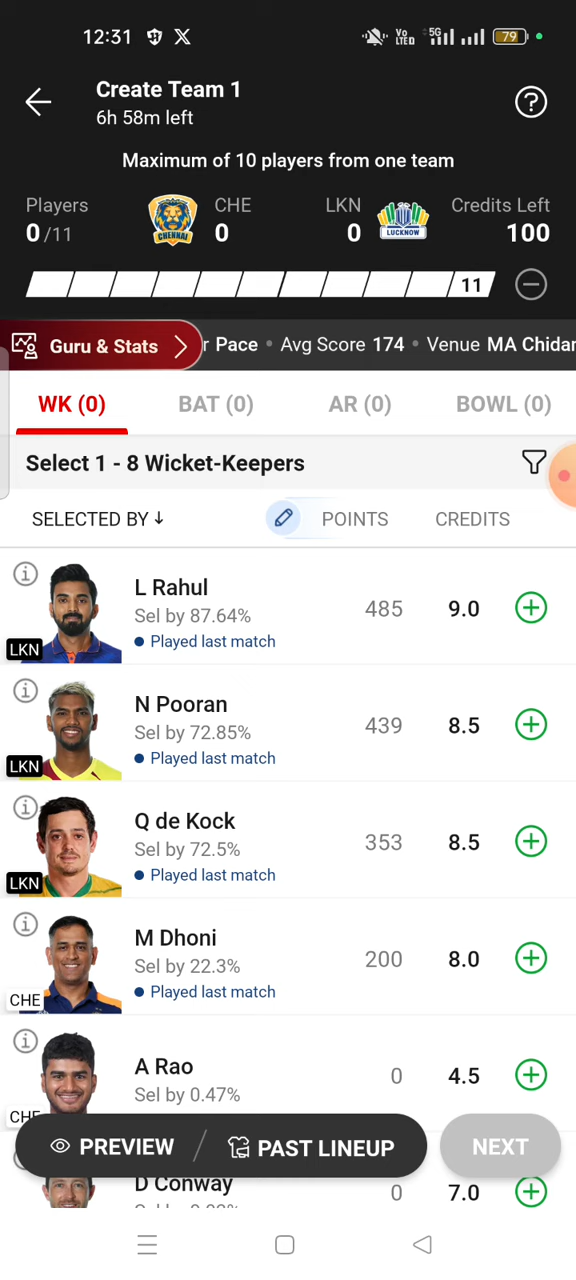 12:31
Vo LTED 5G 79
Create Team 1
6h 58m left
Maximum of 10 players from one team
Players CHE LKN Credits Left
0/11 CHENNAI 0 0 LUCKNOW 100
11
Guru & Stats r Pace • Avg Score 174 • Venue MA Chidar
WK (0) BAT (0) AR (0) BOWL (0)
Select 1 - 8 Wicket-Keepers
SELECTED BY ↓ POINTS CREDITS
L Rahul
Sel by 87.64% 485 9.0
LKN • Played last match
N Pooran
Sel by 72.85% 439 8.5
LKN • Played last match
Q de Kock
Sel by 72.5% 353 8.5
LKN • Played last match
M Dhoni
Sel by 22.3% 200 8.0
CHE • Played last match
A Rao
Sel by 0.47% 0 4.5
CHE
PREVIEW / PAST LINEUP NEXT
D Conway 0 7.0